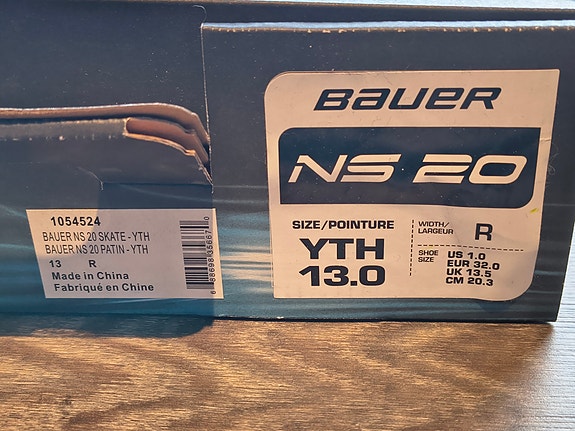 BAUER
NS 20
SIZE/POINTURE
YTH
13.0
WIDTH/
LARGEUR
R
SHOE
SIZE
US 1.0
EUR 32.0
UK 13.5
CM 20.3
1054524
BAUER NS 20 SKATE - YTH
BAUER NS 20 PATIN - YTH
13 R
Made in China
Fabriqué en Chine